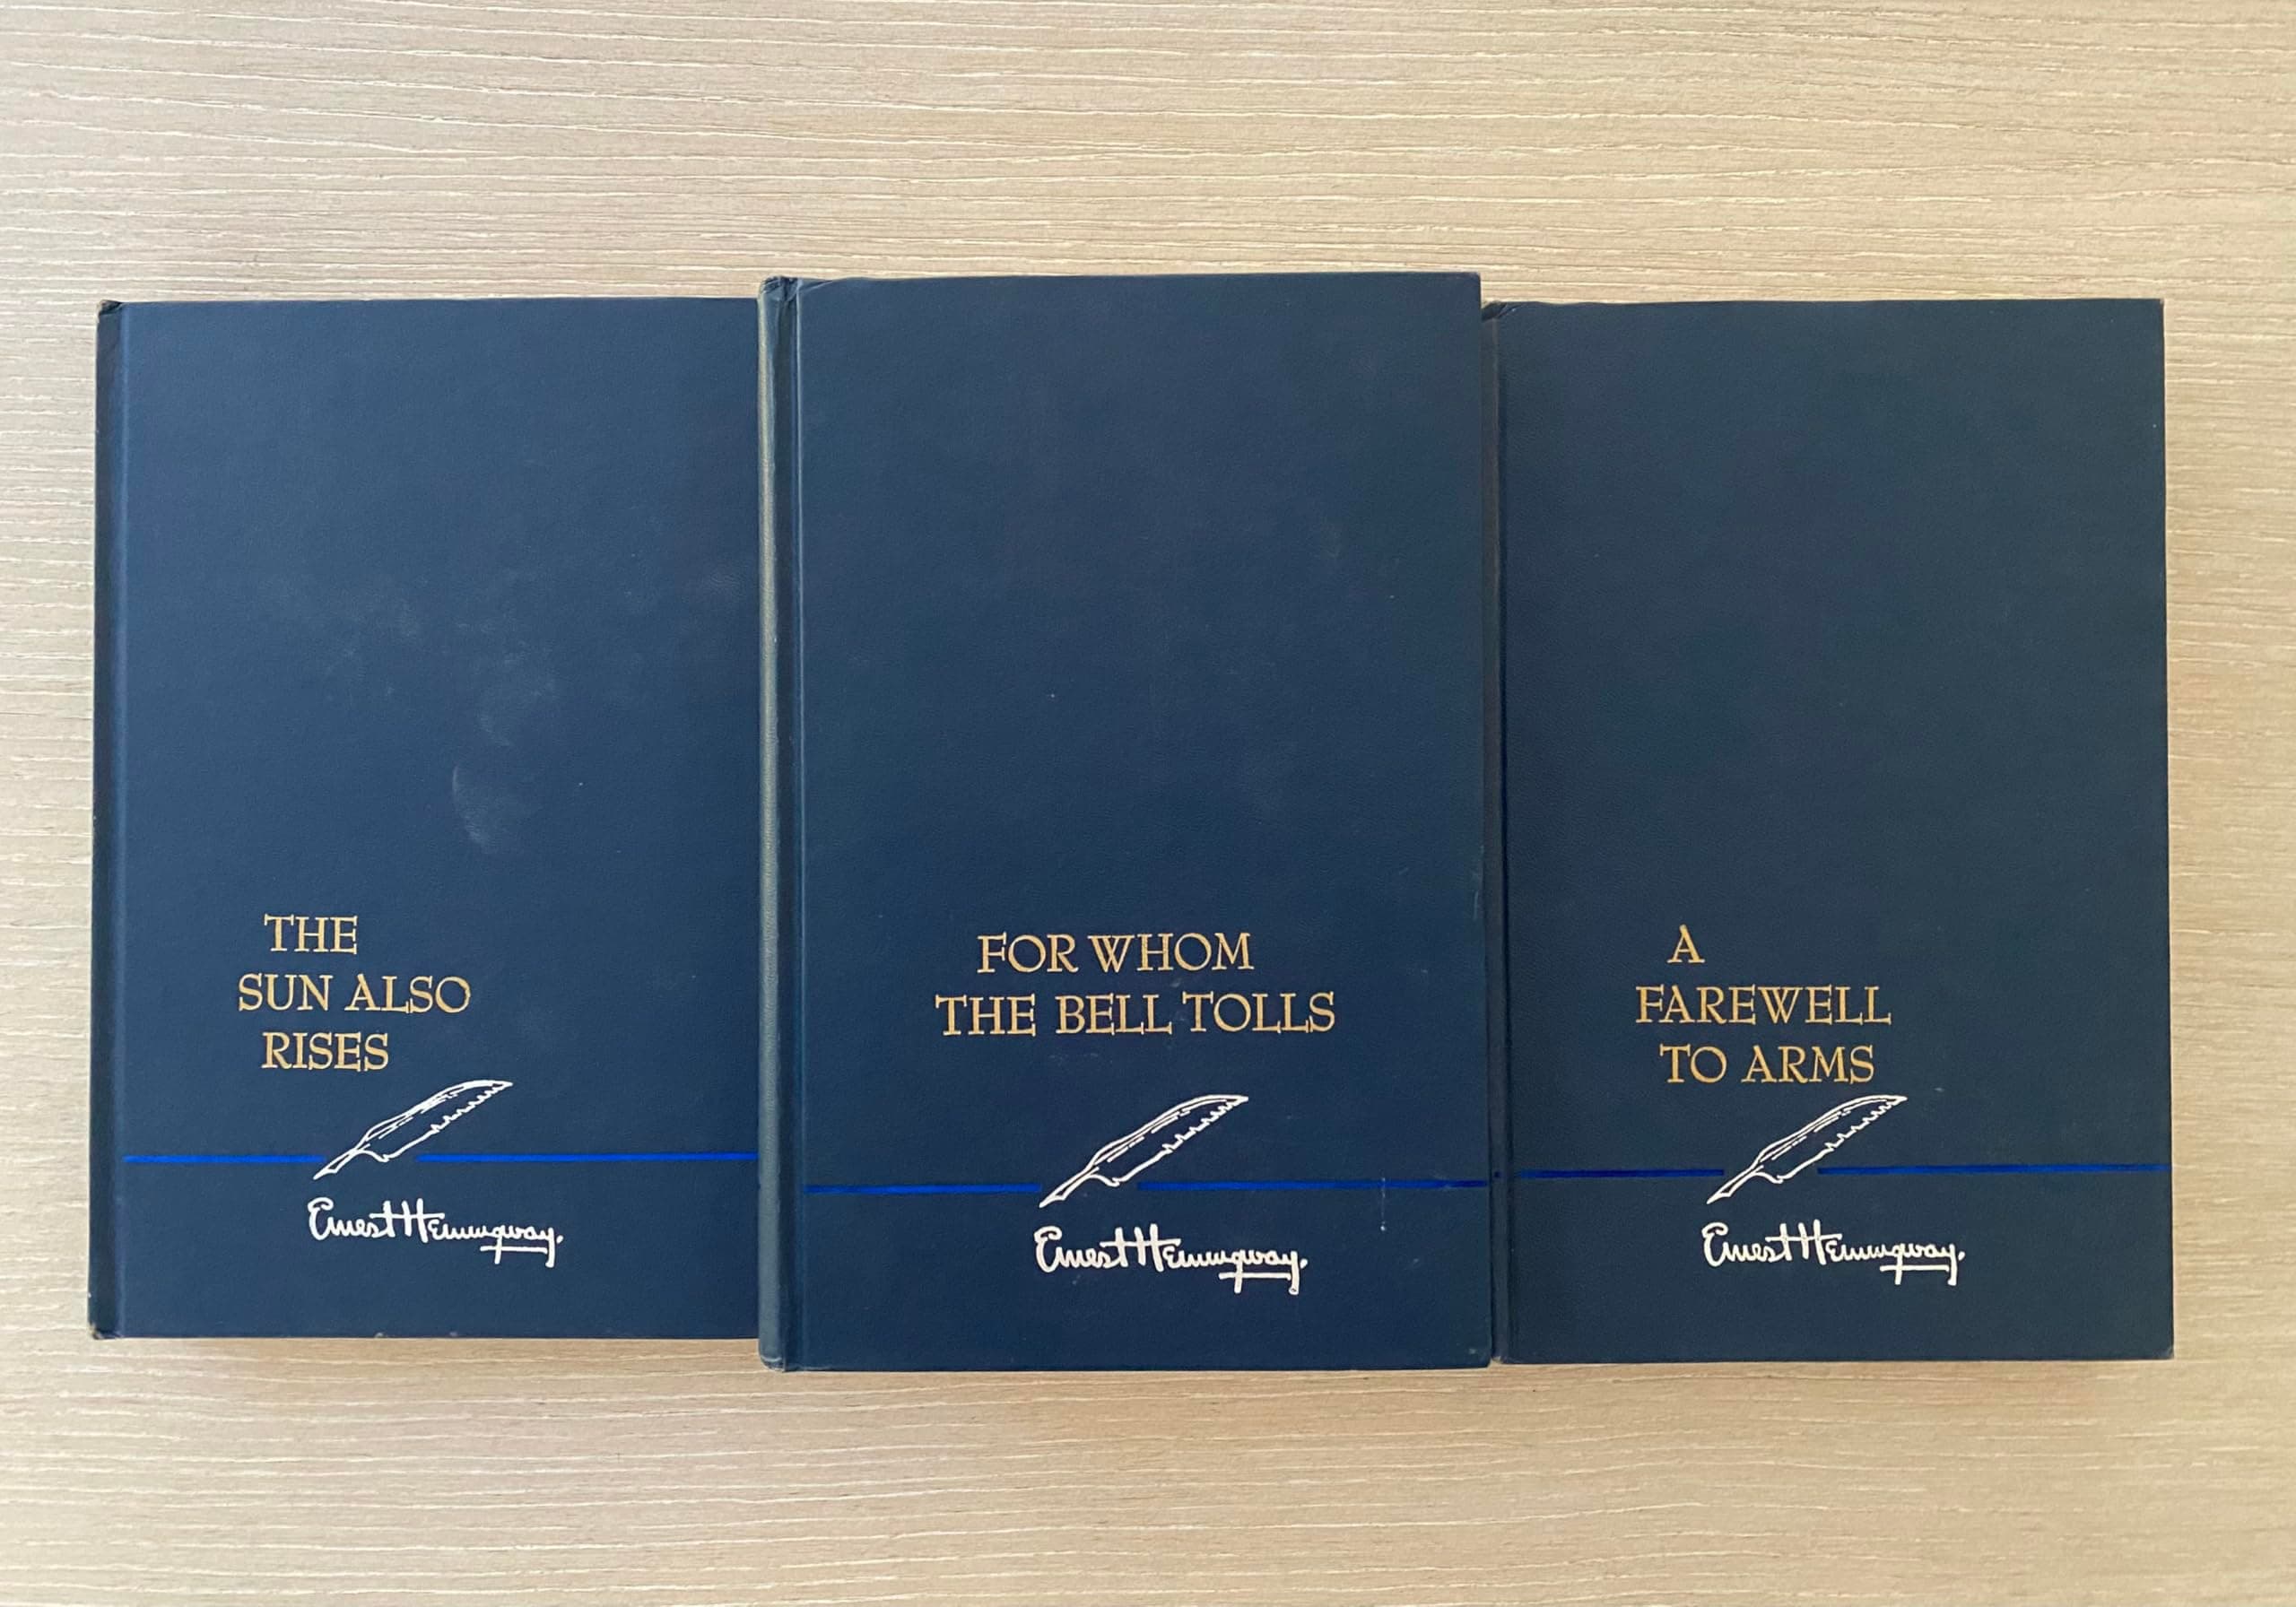 THE
SUN ALSO
RISES
Ernest Hemingway.
FOR WHOM
THE BELL TOLLS
Ernest Hemingway.
A
FAREWELL
TO ARMS
Ernest Hemingway.